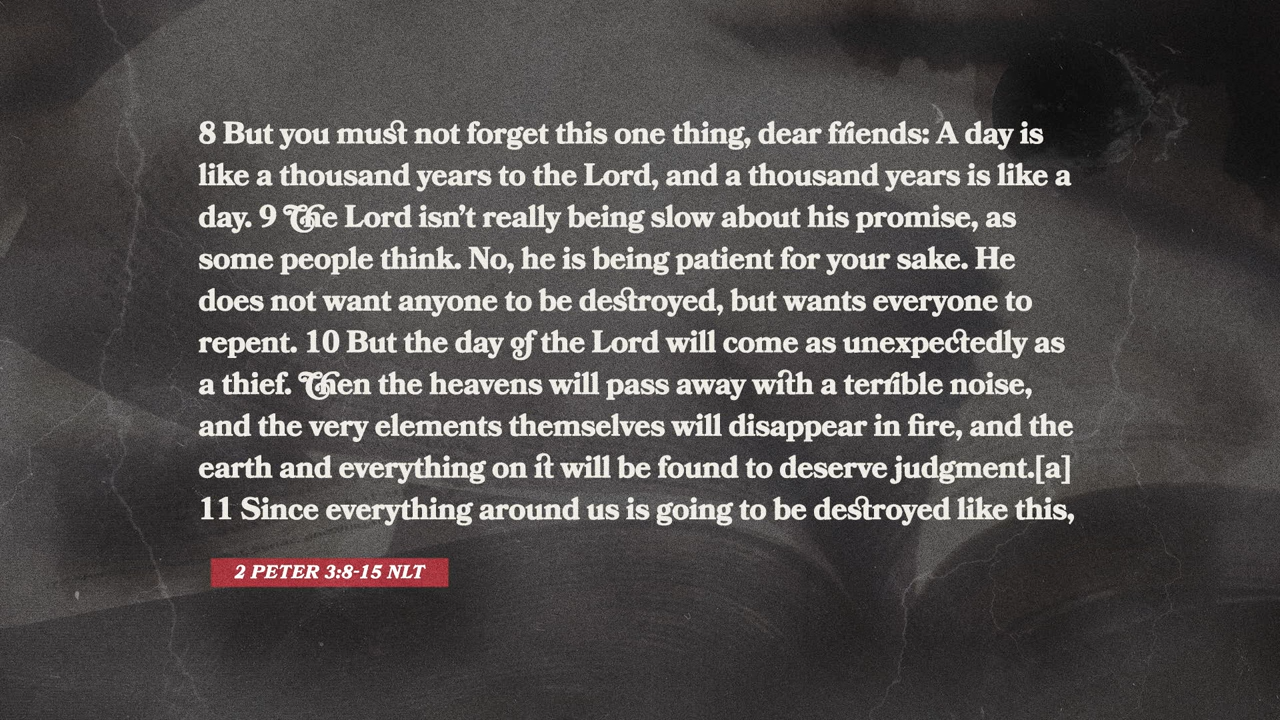 8 But you must not forget this one thing, dear friends: A day is
like a thousand years to the Lord, and a thousand years is like a
day. 9 The Lord isn’t really being slow about his promise, as
some people think. No, he is being patient for your sake. He
does not want anyone to be destroyed, but wants everyone to
repent. 10 But the day of the Lord will come as unexpectedly as
a thief. Then the heavens will pass away with a terrible noise,
and the very elements themselves will disappear in fire, and the
earth and everything on it will be found to deserve judgment.[a]
11 Since everything around us is going to be destroyed like this,
2 PETER 3:8-15 NLT